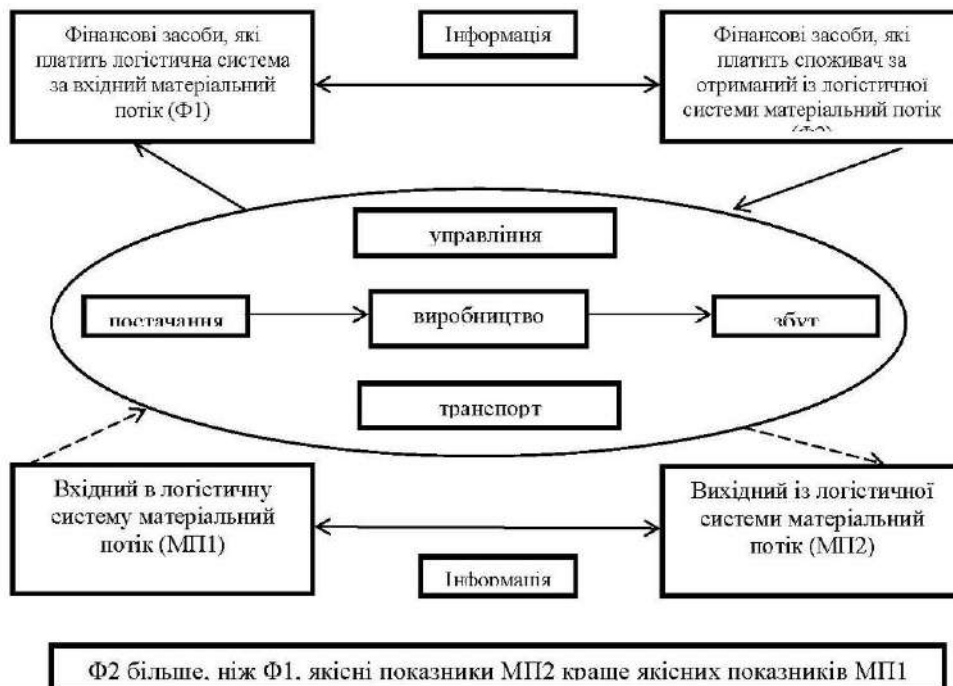 Фінансові засоби, які
платить логістична система
за вхідний матеріальний
потік (Ф1)
Інформація
Фінансові засоби, які
платить споживач за
отриманий із логістичної
системи матеріальний потік
(Ф2)
управління
постачання
виробництво
збут
транспорт
Вхідний в логістичну
систему матеріальний
потік (МП1)
Вихідний із логістичної
системи матеріальний
потік (МП2)
Інформація
Ф2 більше, ніж Ф1, якісні показники МП2 краще якісних показників МП1